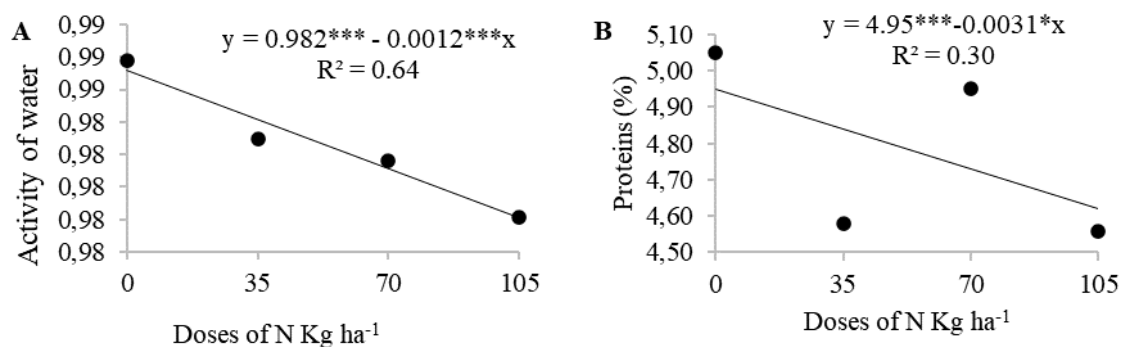 A
y = 0.982*** - 0.0012***x
R² = 0.64
Activity of water
0,99
0,99
0,99
0,98
0,98
0,98
0,98
0,98
0 35 70 105
Doses of N Kg ha⁻¹
B
y = 4.95***-0.0031*x
R² = 0.30
Proteins (%)
5,10
5,00
4,90
4,80
4,70
4,60
4,50
0 35 70 105
Doses of N Kg ha⁻¹